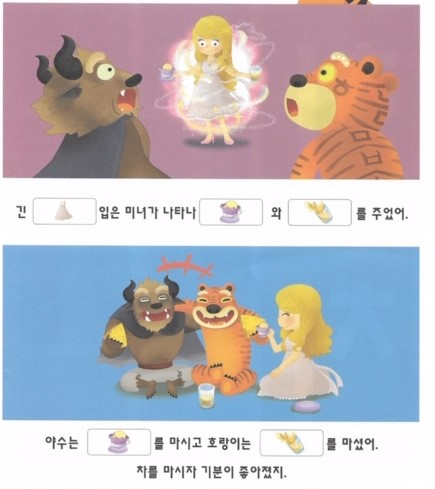 긴 입은 미녀가 나타나 와 를 주었어.
야수는 를 마시고 호랑이는 를 마셨어.
차를 마시자 기분이 좋아졌지.